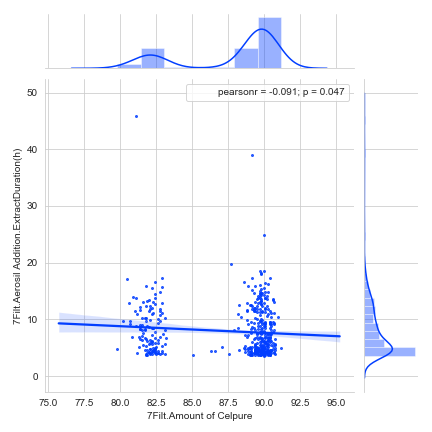 pearsonr = -0.091; p = 0.047
50
40
30
20
10
0
7Filt.Aerosil Addition.ExtractDuration(h)
75.0 77.5 80.0 82.5 85.0 87.5 90.0 92.5 95.0
7Filt.Amount of Celpure